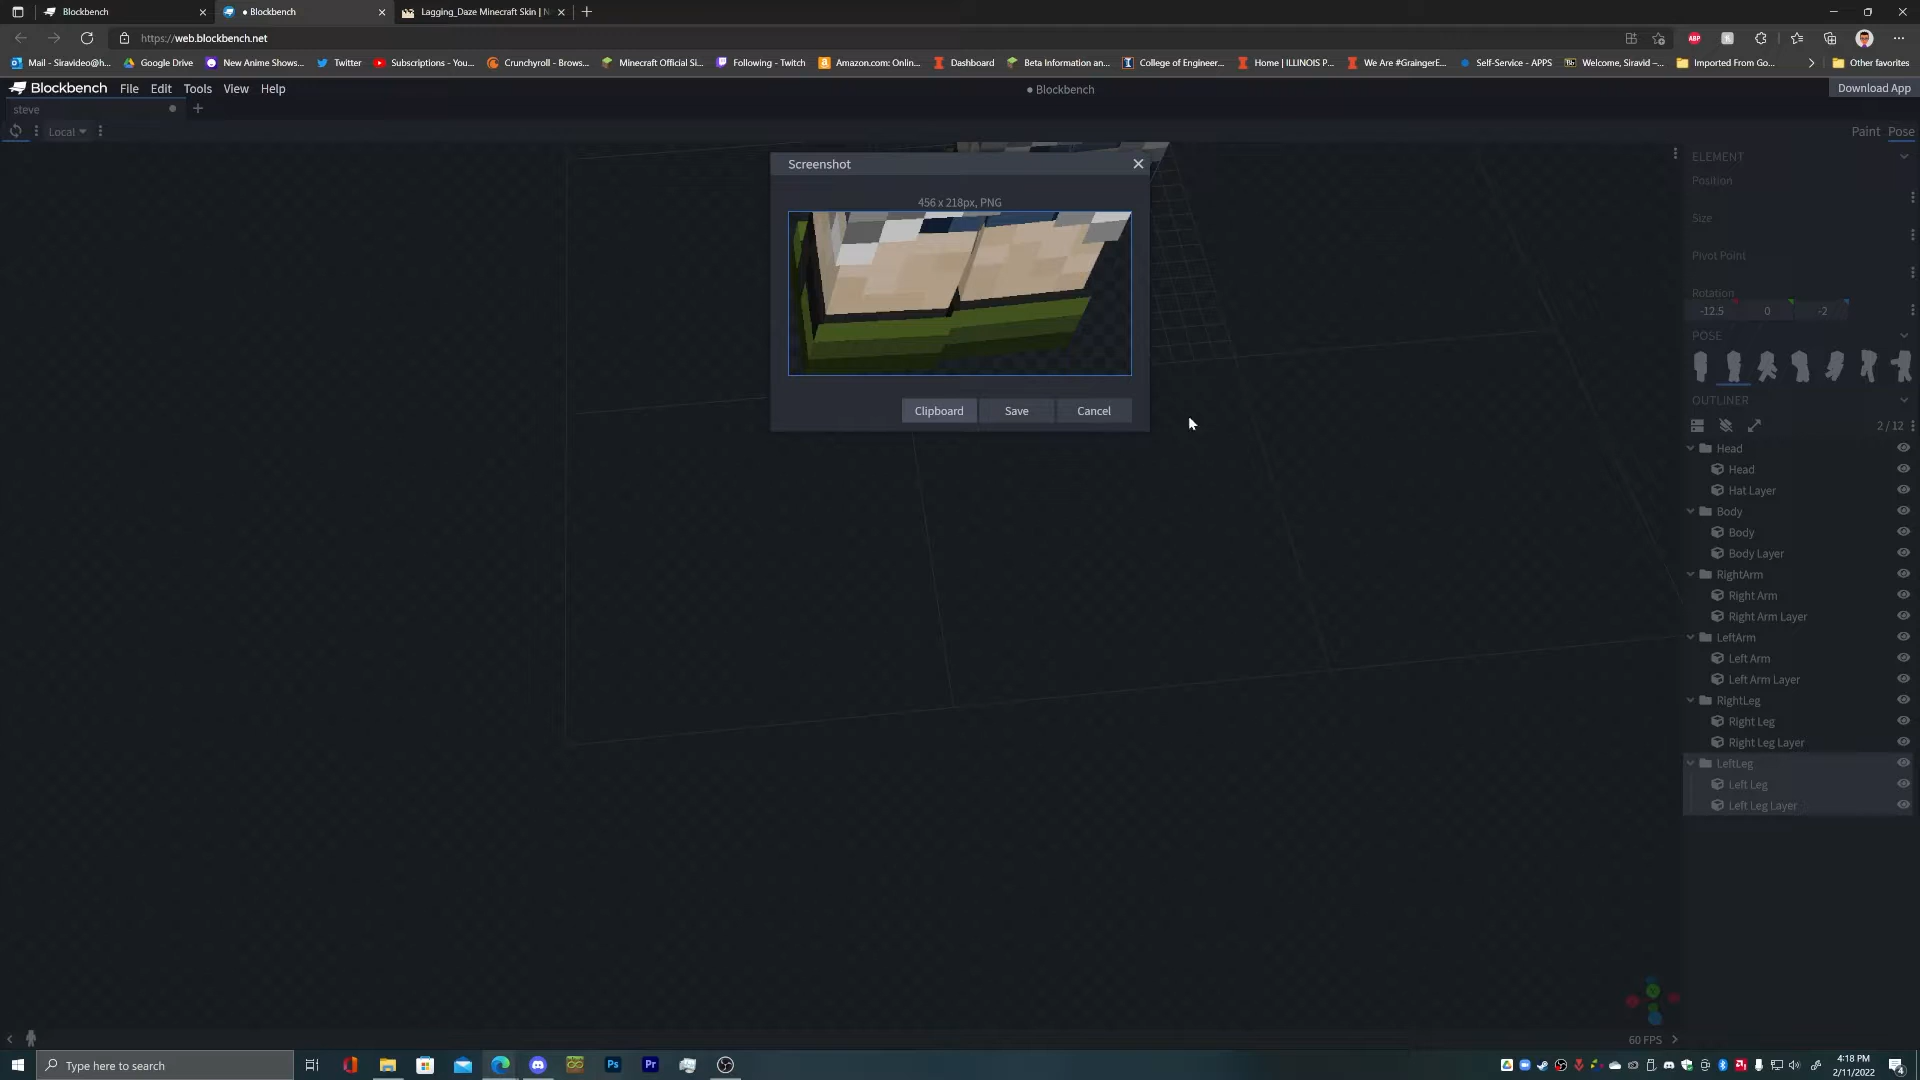 Blockbench
Blockbench
Lagging_Daze Minecraft Skin | N
https://web.blockbench.net
Mail - Siravideo@h...
Google Drive
New Anime Shows...
Twitter
Subscriptions - You...
Crunchyroll - Brows...
Minecraft Official Si...
Following - Twitch
Amazon.com: Onlin...
Dashboard
Beta Information an...
College of Engineer...
Home | ILLINOIS P...
We Are #GraingerE...
Self-Service - APPS
Welcome, Siravid –...
Imported From Go...
Other favorites
Blockbench File Edit Tools View Help
● Blockbench
Download App
steve
Local
Paint Pose
Screenshot
456 x 218px, PNG
Clipboard Save Cancel
ELEMENT
Position
Size
Pivot Point
Rotation
-12.5 0 -2
POSE
OUTLINER
2 / 12
Head
Head
Hat Layer
Body
Body
Body Layer
RightArm
Right Arm
Right Arm Layer
LeftArm
Left Arm
Left Arm Layer
RightLeg
Right Leg
Right Leg Layer
LeftLeg
Left Leg
Left Leg Layer
60 FPS
Type here to search
Ps
Pr
4:18 PM
2/11/2022